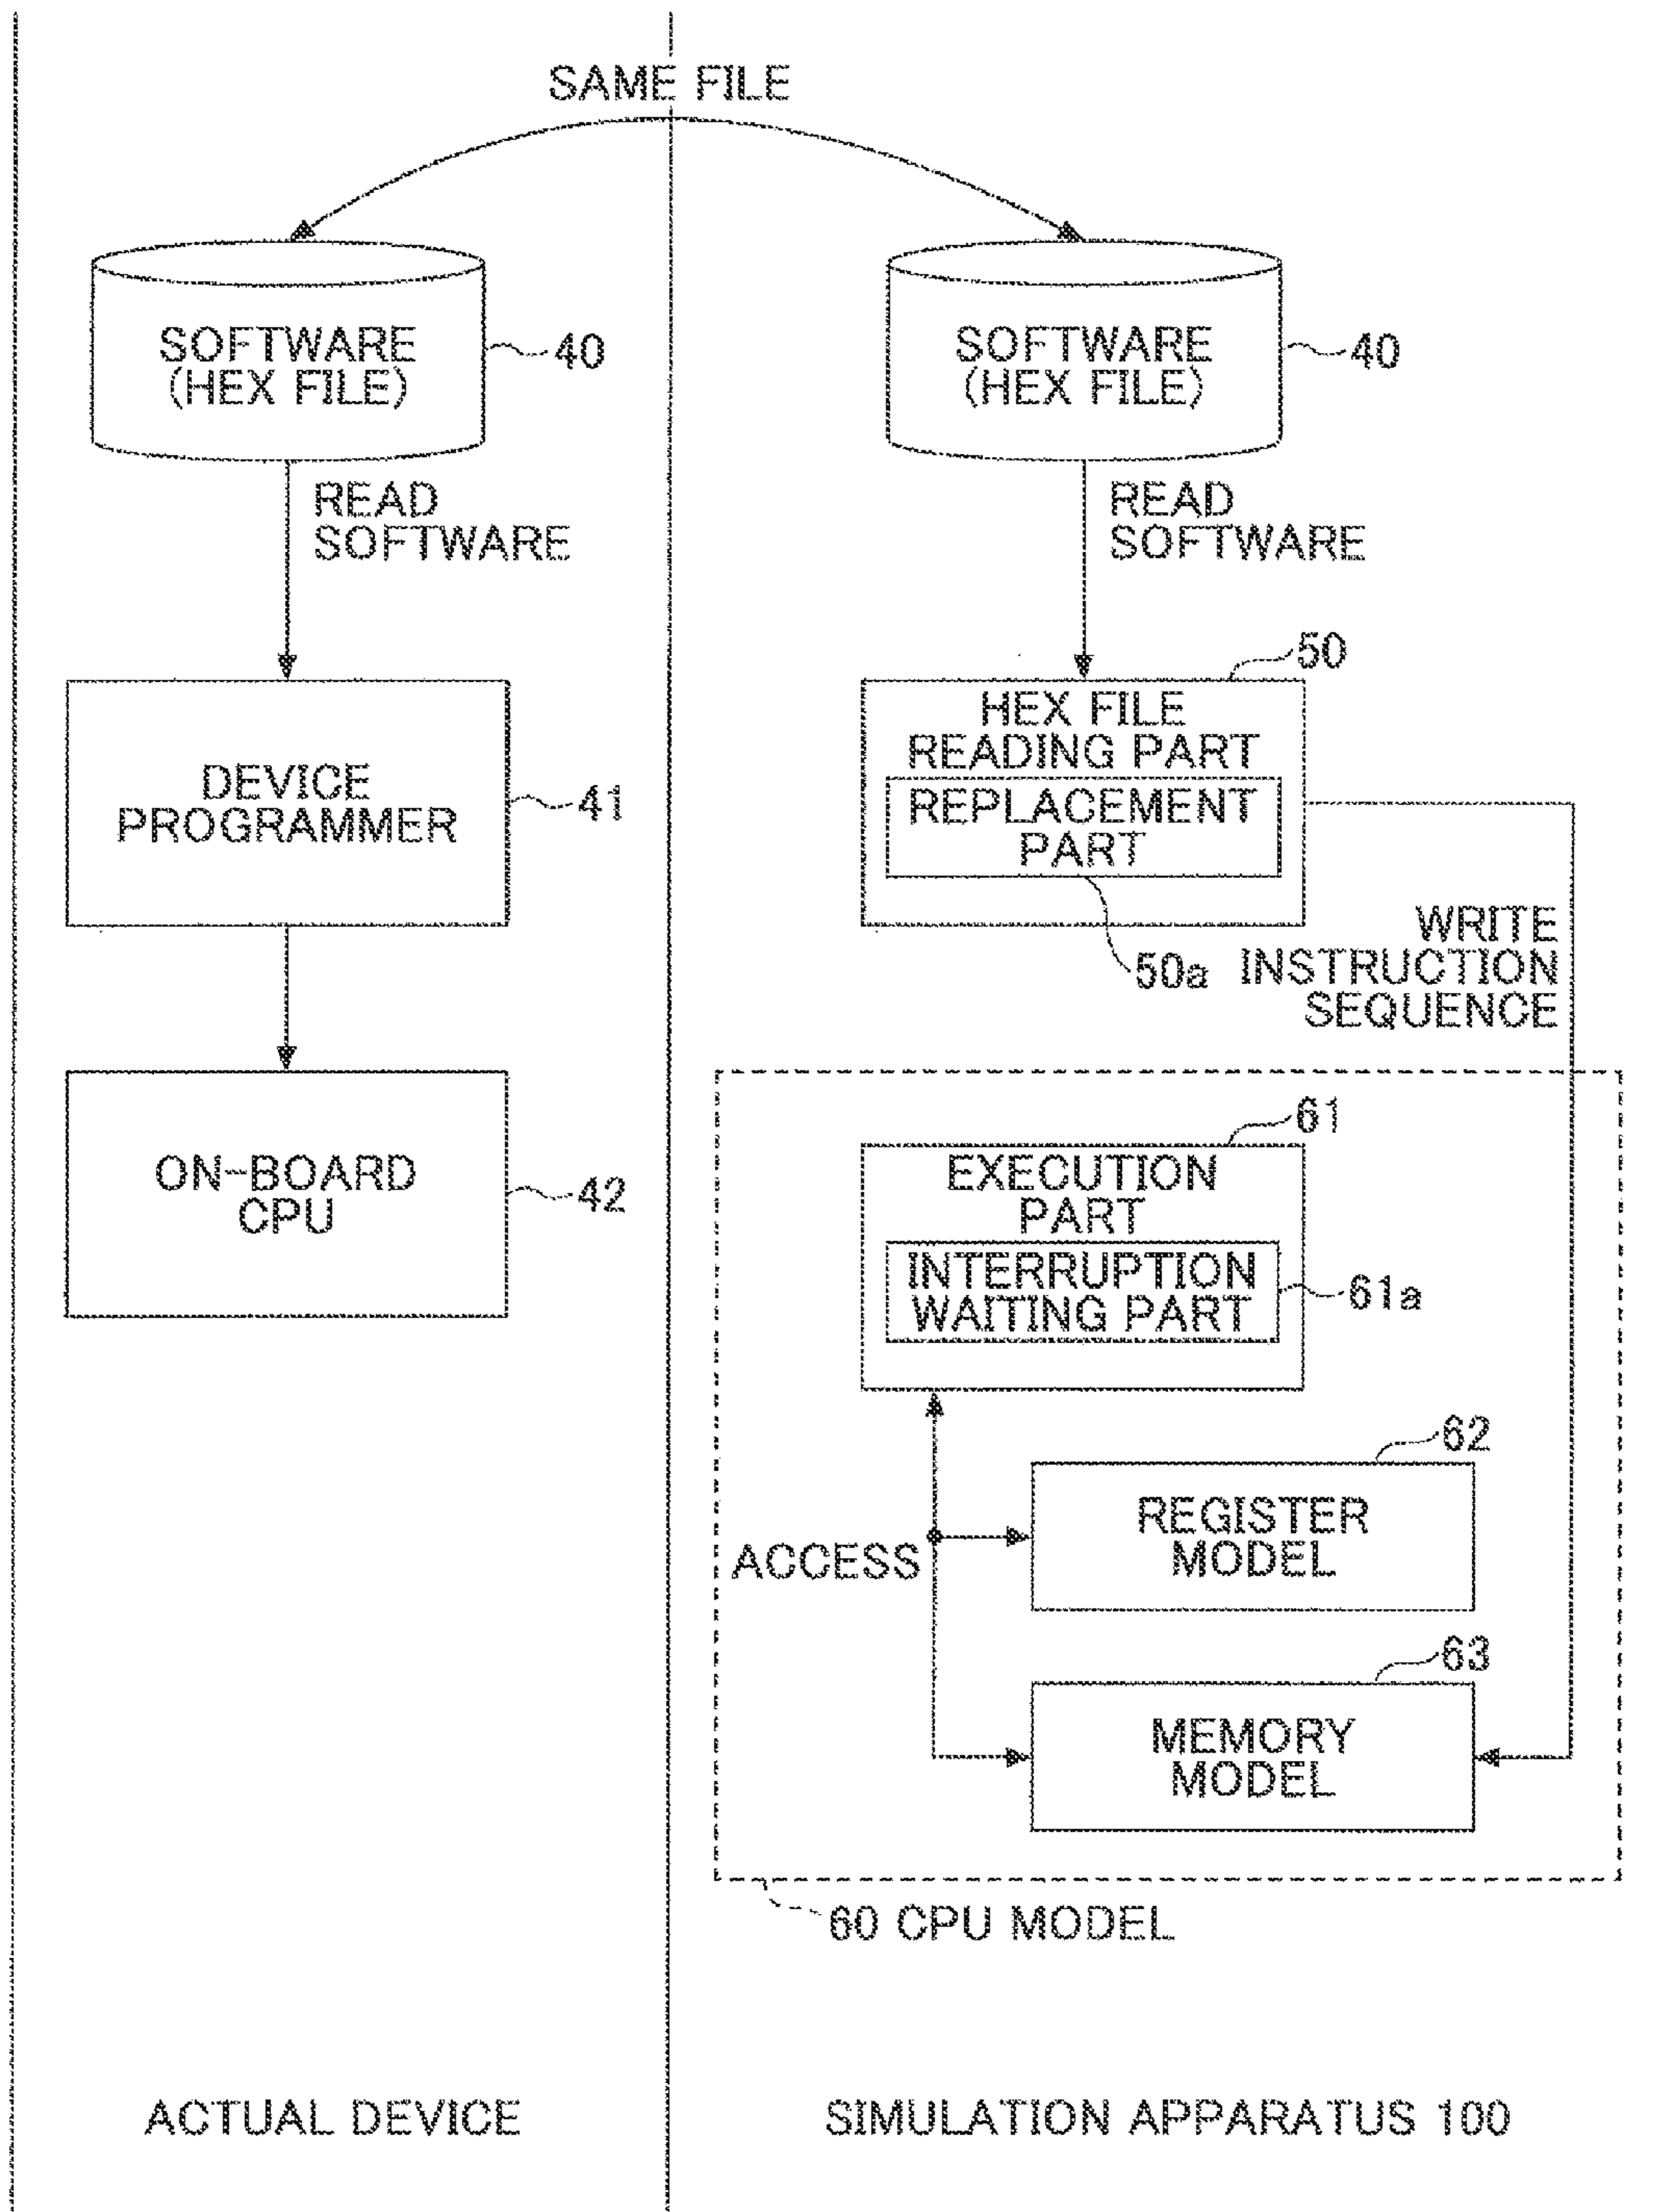 SAME FILE
SOFTWARE
(HEX FILE)
40
READ
SOFTWARE
DEVICE
PROGRAMMER
41
ON-BOARD
CPU
42
ACTUAL DEVICE
SOFTWARE
(HEX FILE)
40
READ
SOFTWARE
50
HEX FILE
READING PART
REPLACEMENT
PART
50a
WRITE
INSTRUCTION
SEQUENCE
61
EXECUTION
PART
INTERRUPTION
WAITING PART
61a
62
REGISTER
MODEL
ACCESS
63
MEMORY
MODEL
60 CPU MODEL
SIMULATION APPARATUS 100